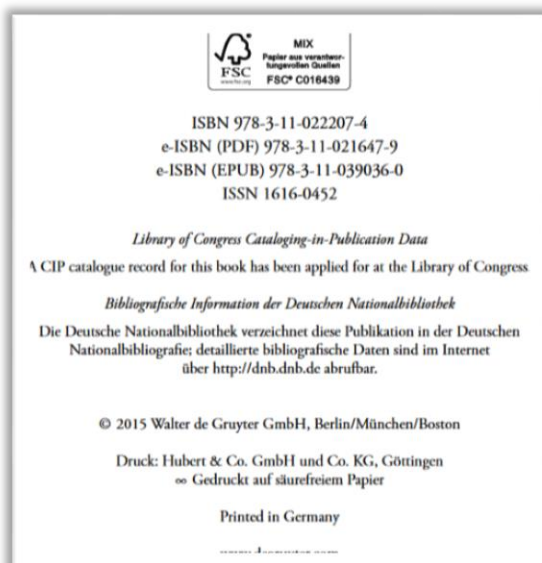 MIX
Papier aus verantwor-
tungsvollen Quellen
FSC
www.fsc.org
FSC® C016439
ISBN 978-3-11-022207-4
e-ISBN (PDF) 978-3-11-021647-9
e-ISBN (EPUB) 978-3-11-039036-0
ISSN 1616-0452
Library of Congress Cataloging-in-Publication Data
A CIP catalogue record for this book has been applied for at the Library of Congress
Bibliografische Information der Deutschen Nationalbibliothek
Die Deutsche Nationalbibliothek verzeichnet diese Publikation in der Deutschen
Nationalbibliografie; detaillierte bibliografische Daten sind im Internet
über http://dnb.dnb.de abrufbar.
© 2015 Walter de Gruyter GmbH, Berlin/München/Boston
Druck: Hubert & Co. GmbH und Co. KG, Göttingen
∞ Gedruckt auf säurefreiem Papier
Printed in Germany